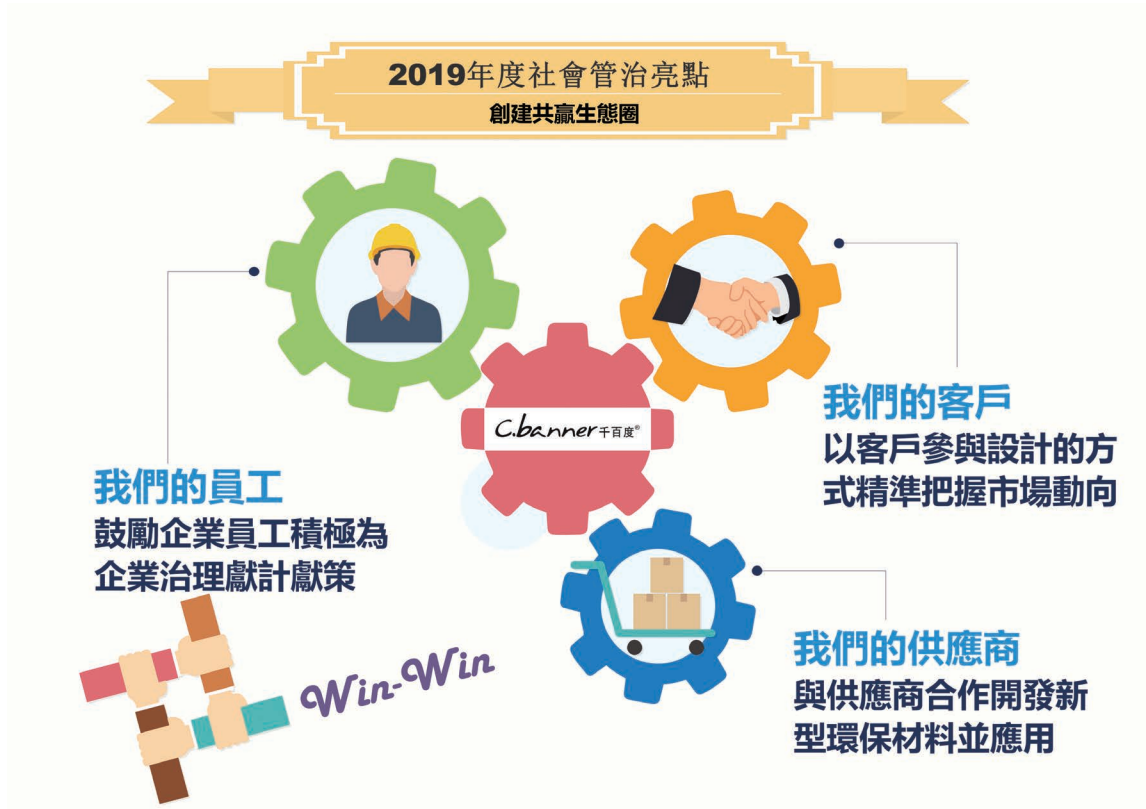 2019年度社會管治亮點
創建共贏生態圈
C.banner千百度®
我們的客戶
以客戶參與設計的方
式精準把握市場動向
我們的員工
鼓勵企業員工積極為
企業治理獻計獻策
Win-Win
我們的供應商
與供應商合作開發新
型環保材料並應用